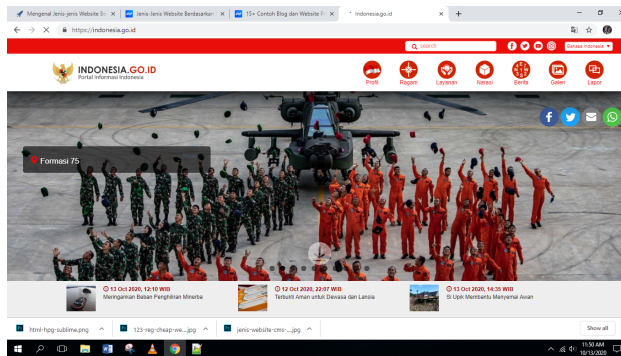 Mengenal Jenis-jenis Website Be
Jenis-Jenis Website Berdasarkan
15+ Contoh Blog dan Website Pr
Indonesia.go.id
https://indonesia.go.id
search
Bahasa Indonesia
INDONESIA.GO.ID
Portal Informasi Indonesia
Profil
Ragam
Layanan
Narasi
Berita
Galeri
Lapor
Formasi 75
13 Oct 2020, 12:10 WIB
Meringankan Beban Penghiliran Minerba
12 Oct 2020, 22:07 WIB
Terbukti Aman untuk Dewasa dan Lansia
13 Oct 2020, 14:35 WIB
Si Upik Membantu Menyemai Awan
html-hpg-sublime.png
123-reg-cheap-we....jpg
jenis-website-cms-....jpg
Show all
11:50 AM
10/13/2020